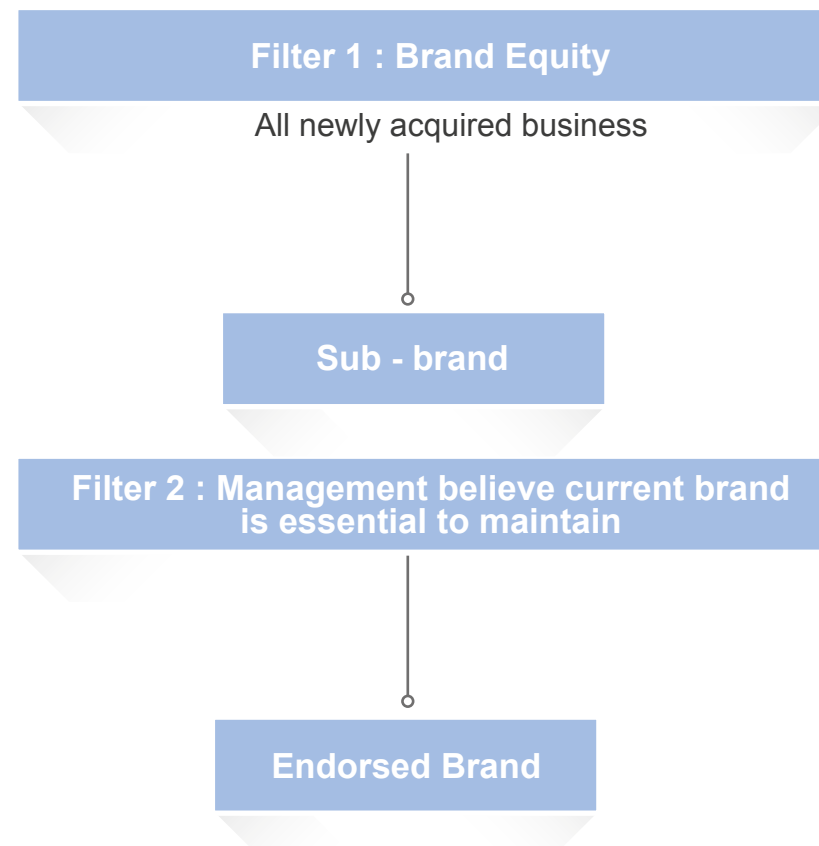 Filter 1 : Brand Equity
All newly acquired business
Sub - brand
Filter 2 : Management believe current brand
is essential to maintain
Endorsed Brand